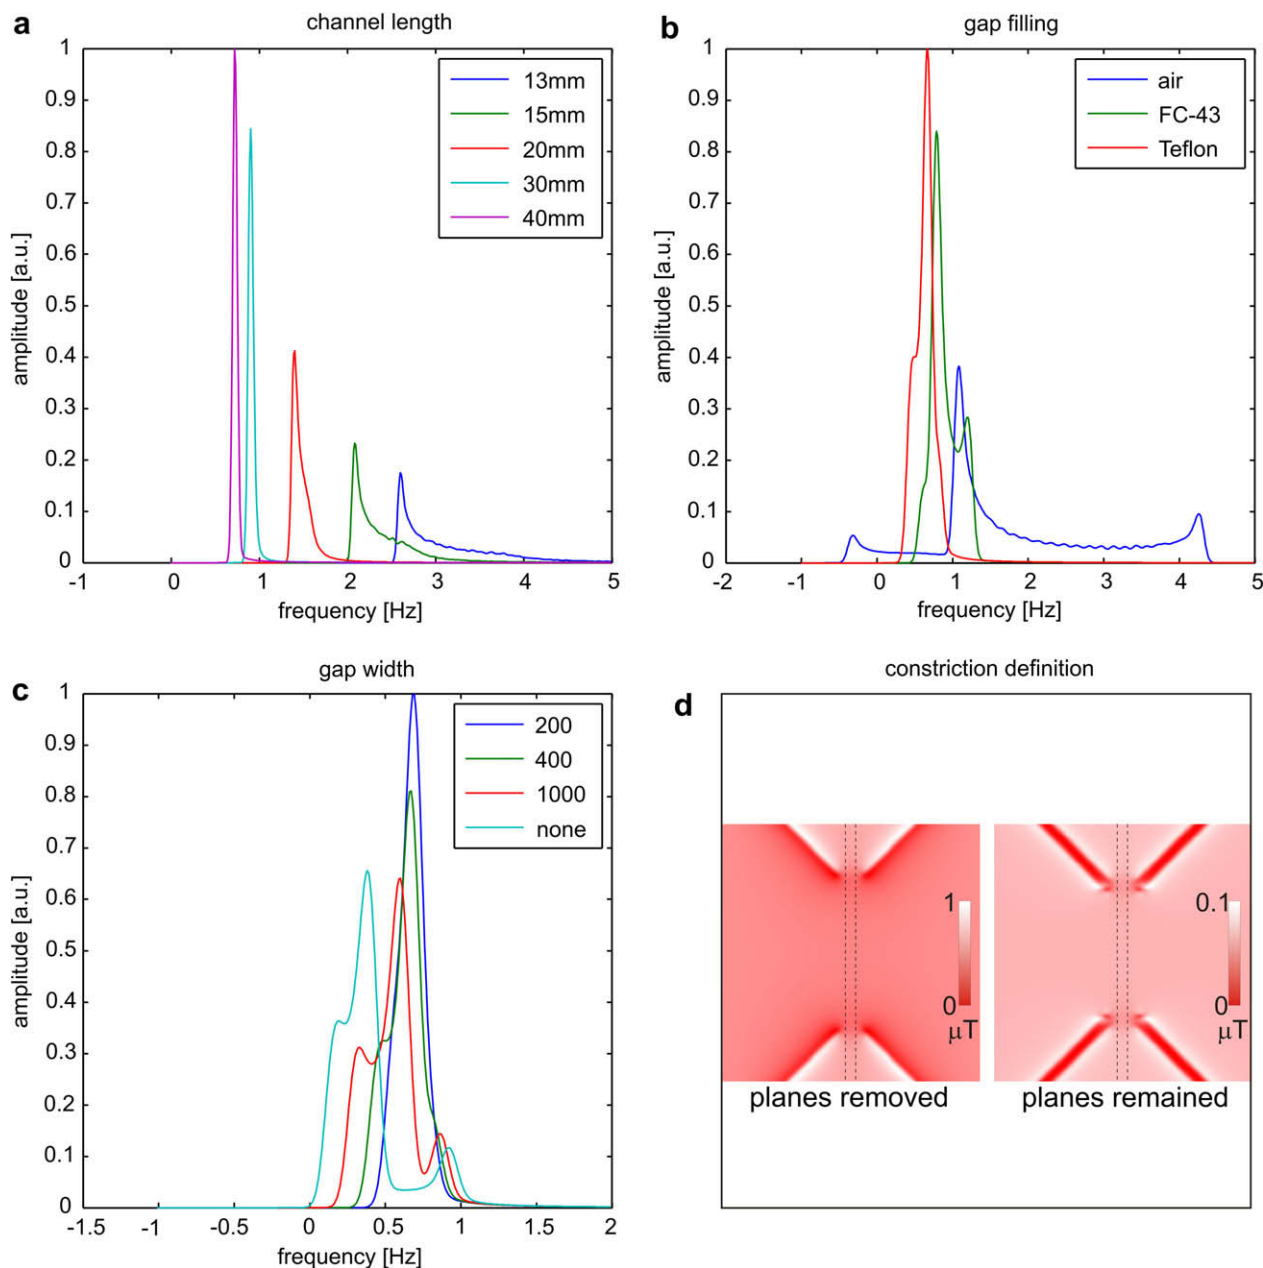 a
channel length
1
0.9
0.8
0.7
0.6
0.5
0.4
0.3
0.2
0.1
0
amplitude [a.u.]
13mm
15mm
20mm
30mm
40mm
-1 0 1 2 3 4 5
frequency [Hz]
b
gap filling
1
0.9
0.8
0.7
0.6
0.5
0.4
0.3
0.2
0.1
0
amplitude [a.u.]
air
FC-43
Teflon
-2 -1 0 1 2 3 4 5
frequency [Hz]
c
gap width
1
0.9
0.8
0.7
0.6
0.5
0.4
0.3
0.2
0.1
0
amplitude [a.u.]
200
400
1000
none
-1.5 -1 -0.5 0 0.5 1 1.5 2
frequency [Hz]
constriction definition
d
1
0
μT
planes removed
0.1
0
μT
planes remained